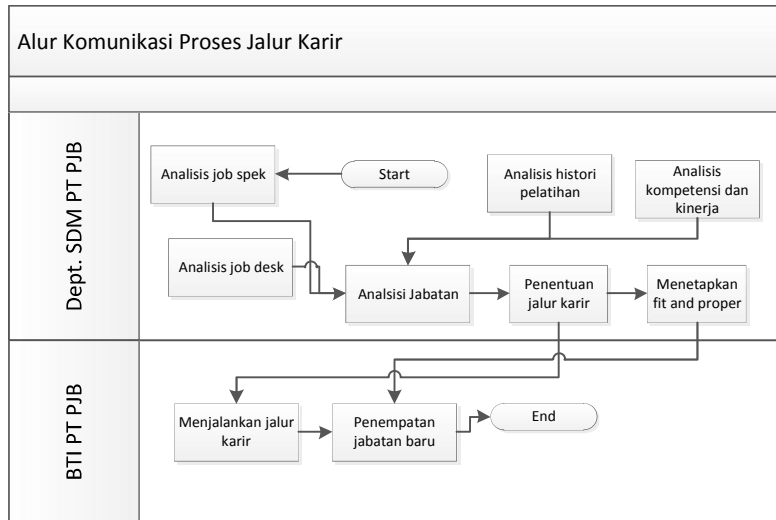 Alur Komunikasi Proses Jalur Karir
Dept. SDM PT PJB
Analisis job spek
Start
Analisis histori
pelatihan
Analisis
kompetensi dan
kinerja
Analisis job desk
Analsisi Jabatan
Penentuan
jalur karir
Menetapkan
fit and proper
BTI PT PJB
Menjalankan jalur
karir
Penempatan
jabatan baru
End